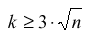 k ≥ 3 · √n